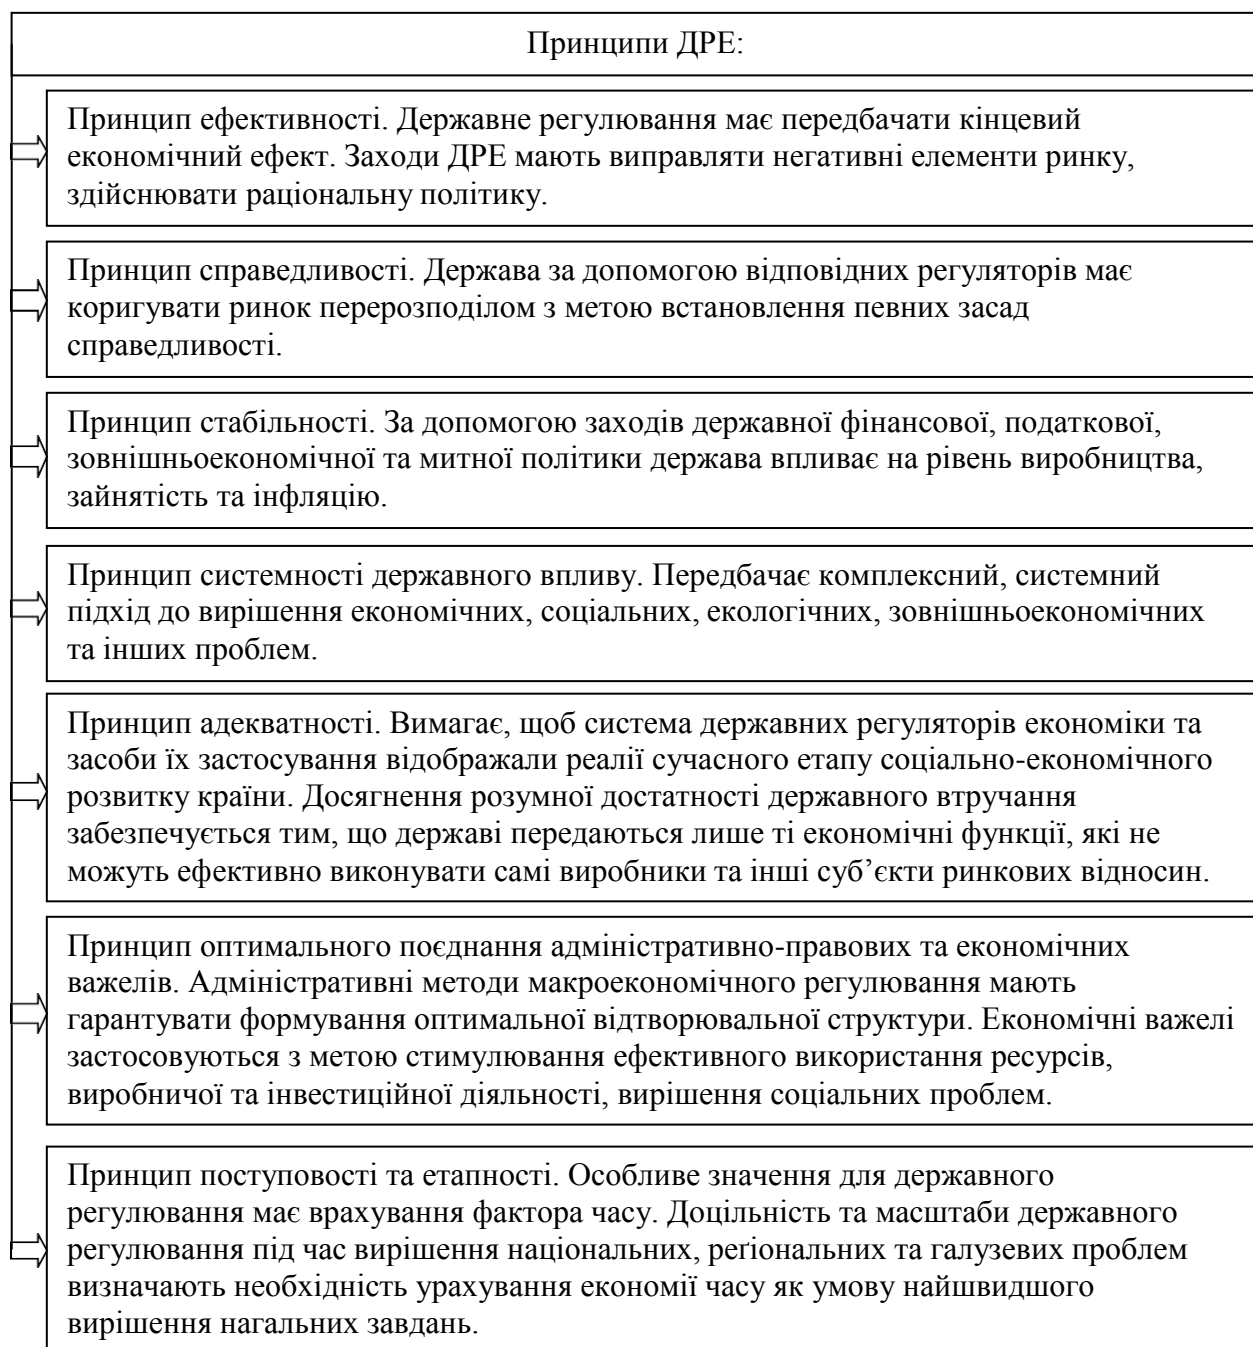 Принципи ДРЕ:
Принцип ефективності. Державне регулювання має передбачати кінцевий
економічний ефект. Заходи ДРЕ мають виправляти негативні елементи ринку,
здійснювати раціональну політику.
Принцип справедливості. Держава за допомогою відповідних регуляторів має
коригувати ринок перерозподілом з метою встановлення певних засад
справедливості.
Принцип стабільності. За допомогою заходів державної фінансової, податкової,
зовнішньоекономічної та митної політики держава впливає на рівень виробництва,
зайнятість та інфляцію.
Принцип системності державного впливу. Передбачає комплексний, системний
підхід до вирішення економічних, соціальних, екологічних, зовнішньоекономічних
та інших проблем.
Принцип адекватності. Вимагає, щоб система державних регуляторів економіки та
засоби їх застосування відображали реалії сучасного етапу соціально-економічного
розвитку країни. Досягнення розумної достатності державного втручання
забезпечується тим, що державі передаються лише ті економічні функції, які не
можуть ефективно виконувати самі виробники та інші суб’єкти ринкових відносин.
Принцип оптимального поєднання адміністративно-правових та економічних
важелів. Адміністративні методи макроекономічного регулювання мають
гарантувати формування оптимальної відтворювальної структури. Економічні важелі
застосовуються з метою стимулювання ефективного використання ресурсів,
виробничої та інвестиційної діяльності, вирішення соціальних проблем.
Принцип поступовості та етапності. Особливе значення для державного
регулювання має врахування фактора часу. Доцільність та масштаби державного
регулювання під час вирішення національних, реґіональних та галузевих проблем
визначають необхідність урахування економії часу як умову найшвидшого
вирішення нагальних завдань.